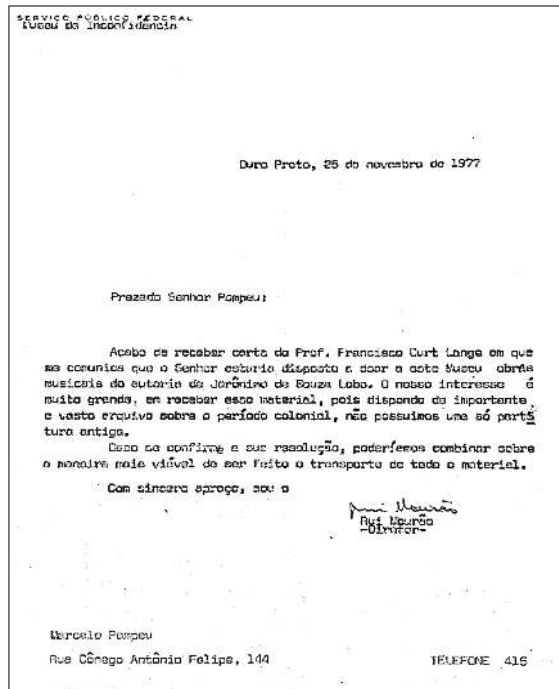 SERVIÇO PÚBLICO FEDERAL
Museu da Inconfidência
Ouro Preto, 25 de novembro de 1977
Prezado Senhor Pompeu:
Acabo de receber carta do Prof. Francisco Curt Lange em que
me comunica que o Senhor estaria disposto a doar a este Museu obras
musicais de autoria de Jerônimo de Souza Lobo. O nosso interesse é
muito grande, em receber esse material, pois dispondo de importante
e vasto arquivo sobre o período colonial, não possuimos uma só parti
tura antiga.
Caso se confirme a sua resolução, poderíamos combinar sobre
a maneira mais viável de ser feito o transporte de todo o material.
Com sincero apreço, sou o
Rui Mourão
Rui Mourão
-Diretor-
Marcelo Pompeu
Rua Cônego Antônio Felipe, 144
TELEFONE 415